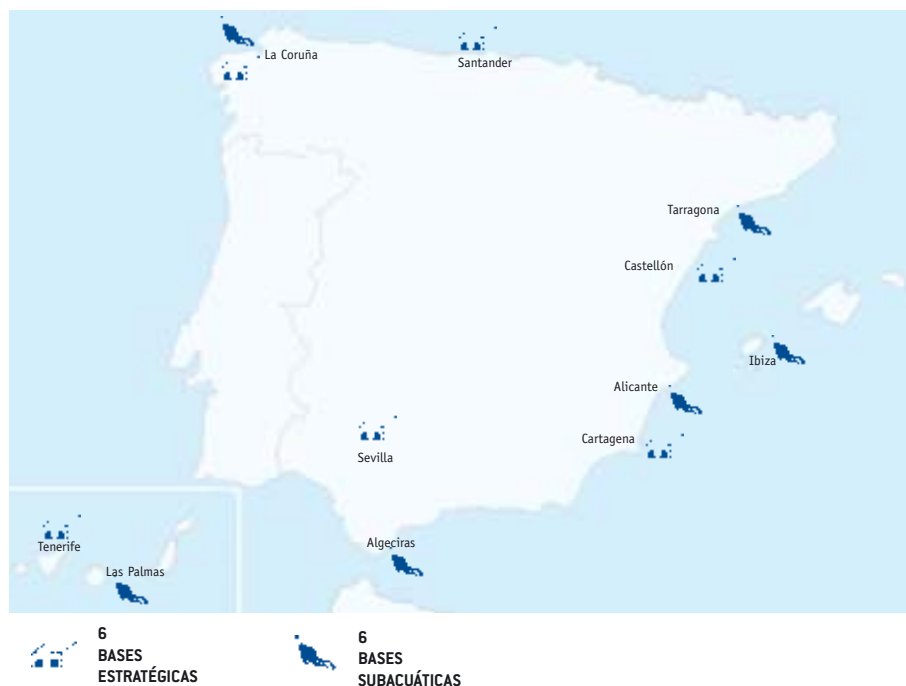 La Coruña
Santander
Tarragona
Castellón
Ibiza
Alicante
Cartagena
Sevilla
Algeciras
Tenerife
Las Palmas
6
BASES
ESTRATÉGICAS
6
BASES
SUBACUÁTICAS